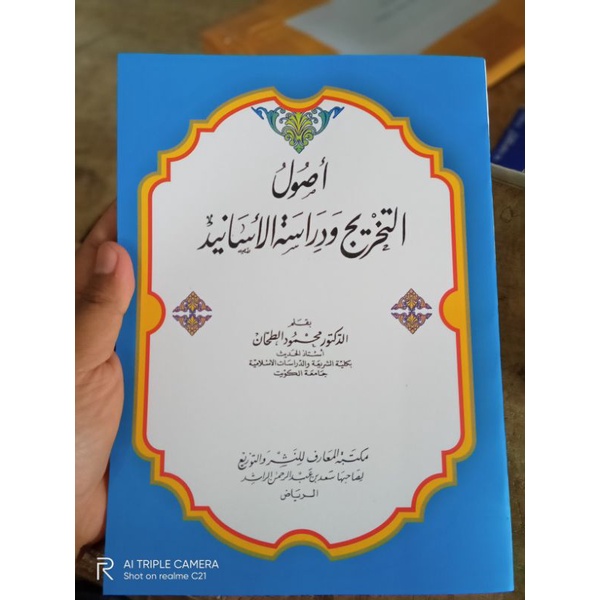 أصول
التخريج ودراسة الأسانيد
بقلم
الدكتور محمود الطحان
أستاذ الحديث
بكلية الشريعة والدراسات الإسلامية
جامعة الكويت
مكتبة المعارف للنشر والتوزيع
لصاحبها سعد بن عبد الرحمن الراشد
الرياض
R AI TRIPLE CAMERA
Shot on realme C21